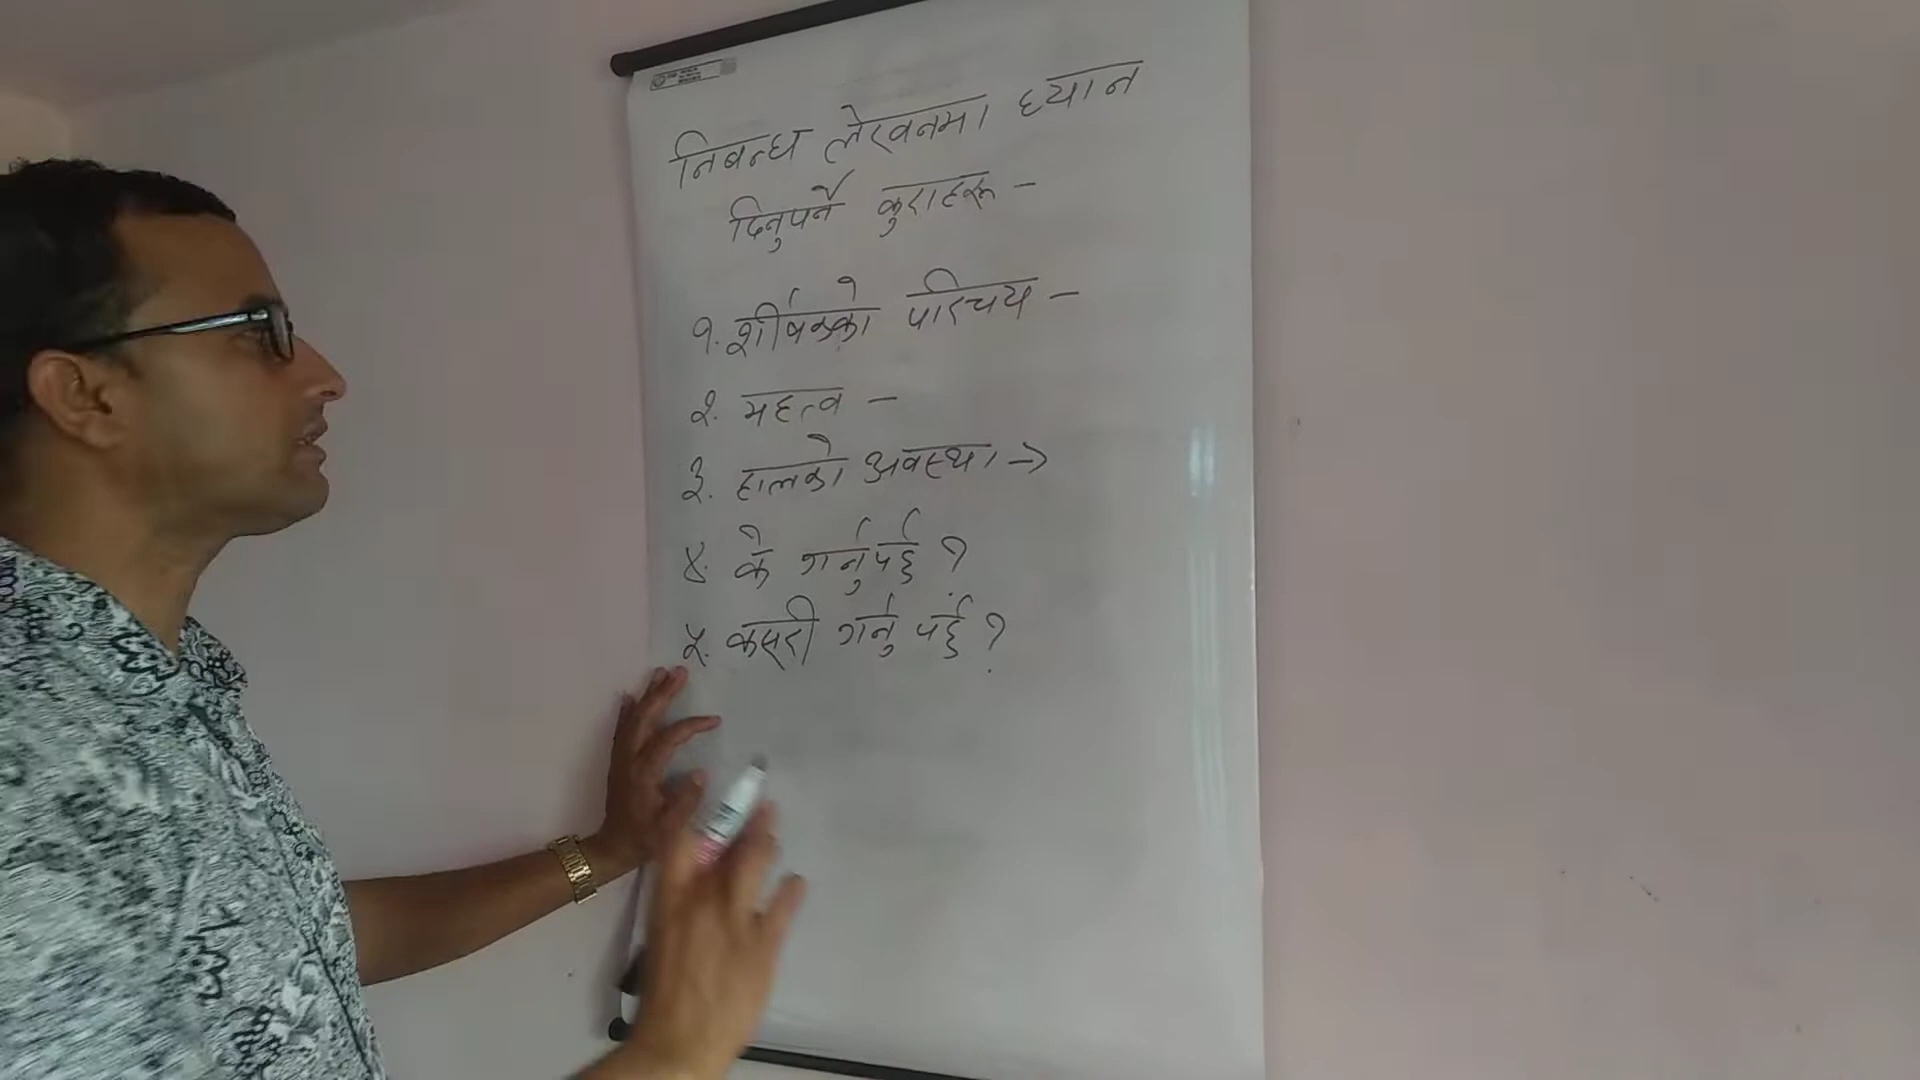 निबन्ध लेखनमा ध्यान
दिनुपर्ने कुराहरू -
१. शीर्षकको परिचय -
२. महत्व -
३. हालको अवस्था →
४. के गर्नुपर्छ ?
५. कसरी गर्नु पर्छ ?